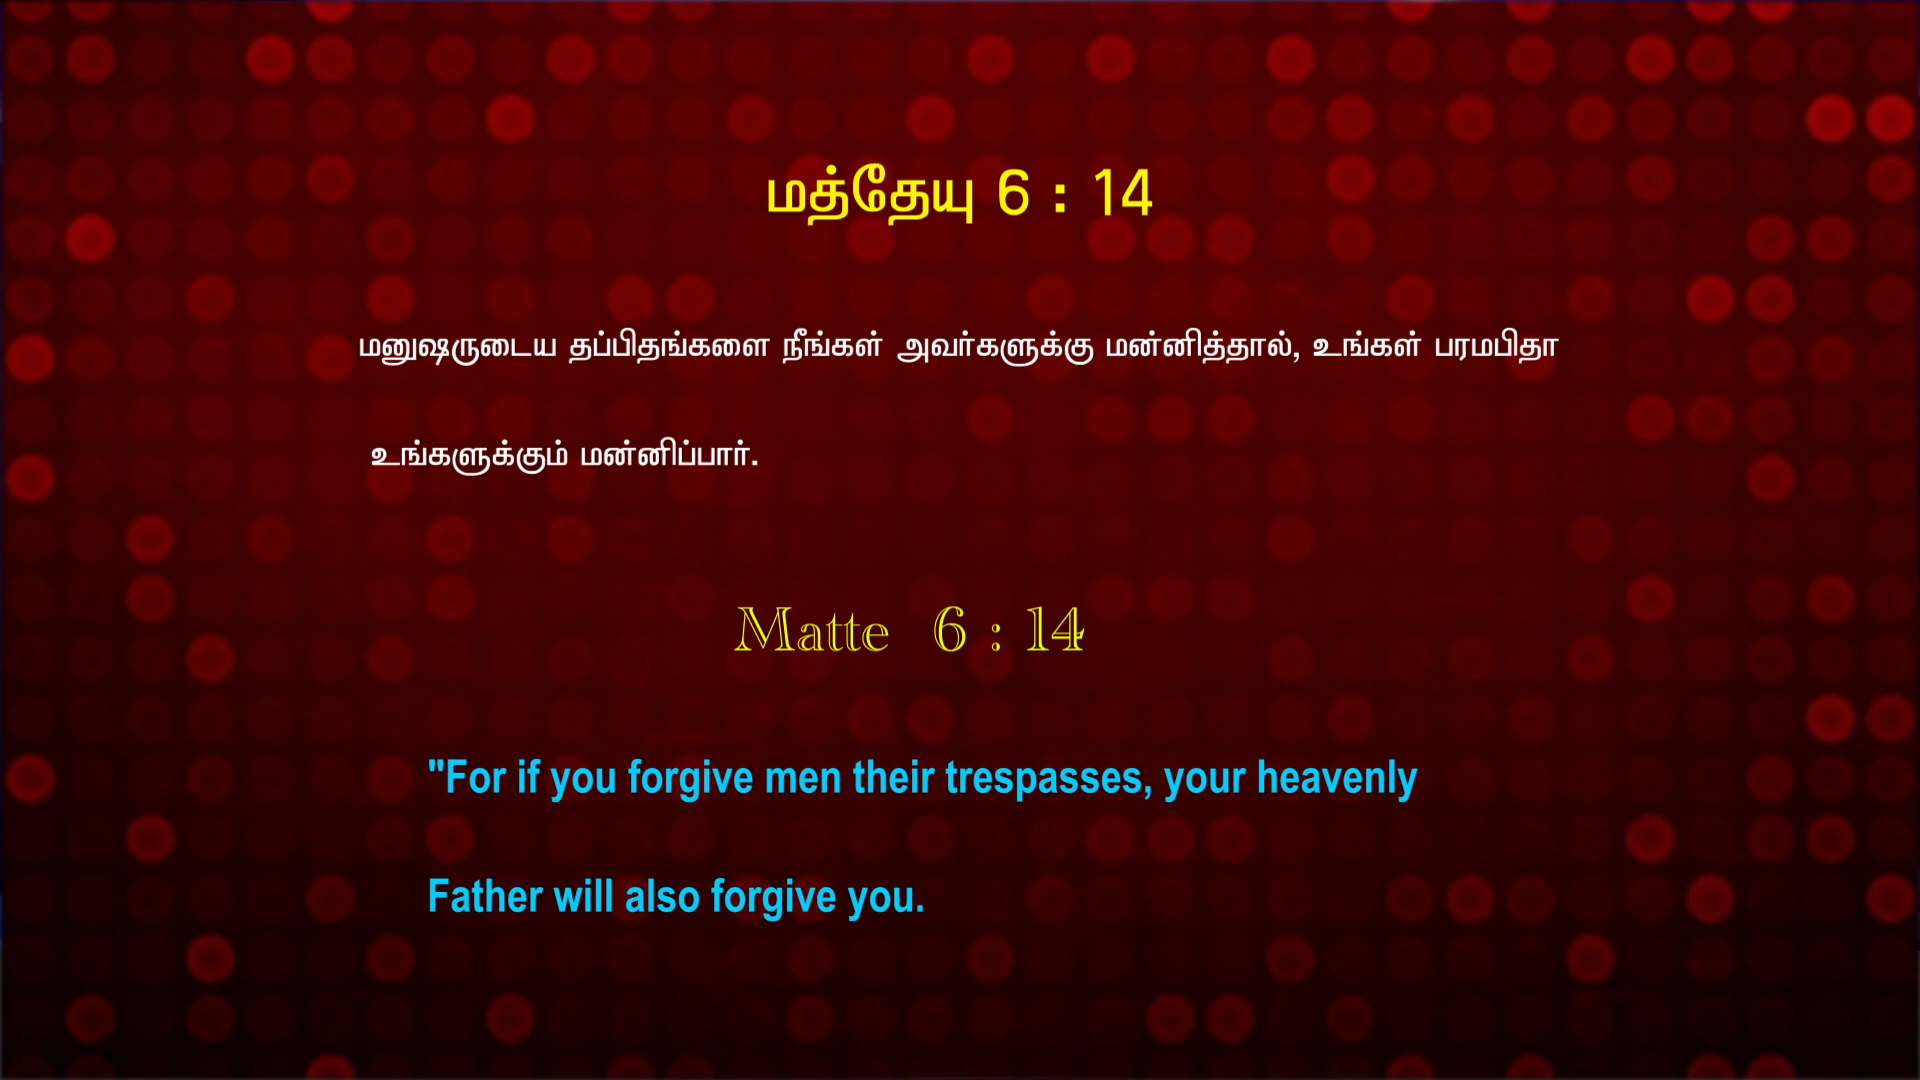 மத்தேயு 6 : 14
மனுஷருடைய தப்பிதங்களை நீங்கள் அவர்களுக்கு மன்னித்தால், உங்கள் பரமபிதா
உங்களுக்கும் மன்னிப்பார்.
Matte 6 : 14
"For if you forgive men their trespasses, your heavenly
Father will also forgive you.